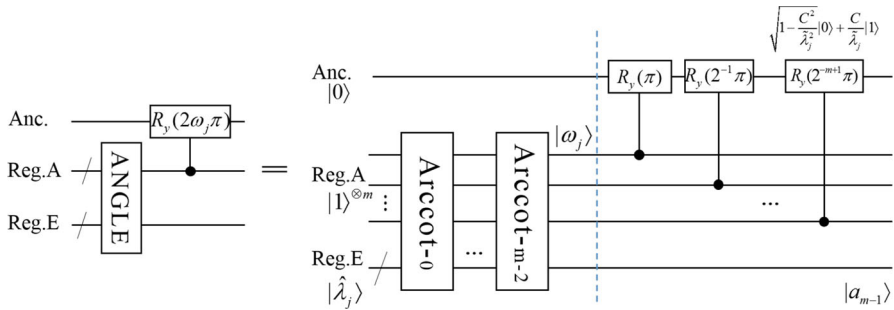 Anc.
R_y(2ω_jπ)
Reg.A
ANGLE
Reg.E
=
√(1-C²/λ̃_j²)|0⟩+C/λ̃_j|1⟩
Anc.
|0⟩
R_y(π)
R_y(2⁻¹π)
R_y(2^{-m+1}π)
|ω_j⟩
Reg.A
|1⟩^{⊗m}
⋮
Arccot-0
...
Arccot-m-2
...
Reg.E
|λ̂_j⟩
|a_{m-1}⟩